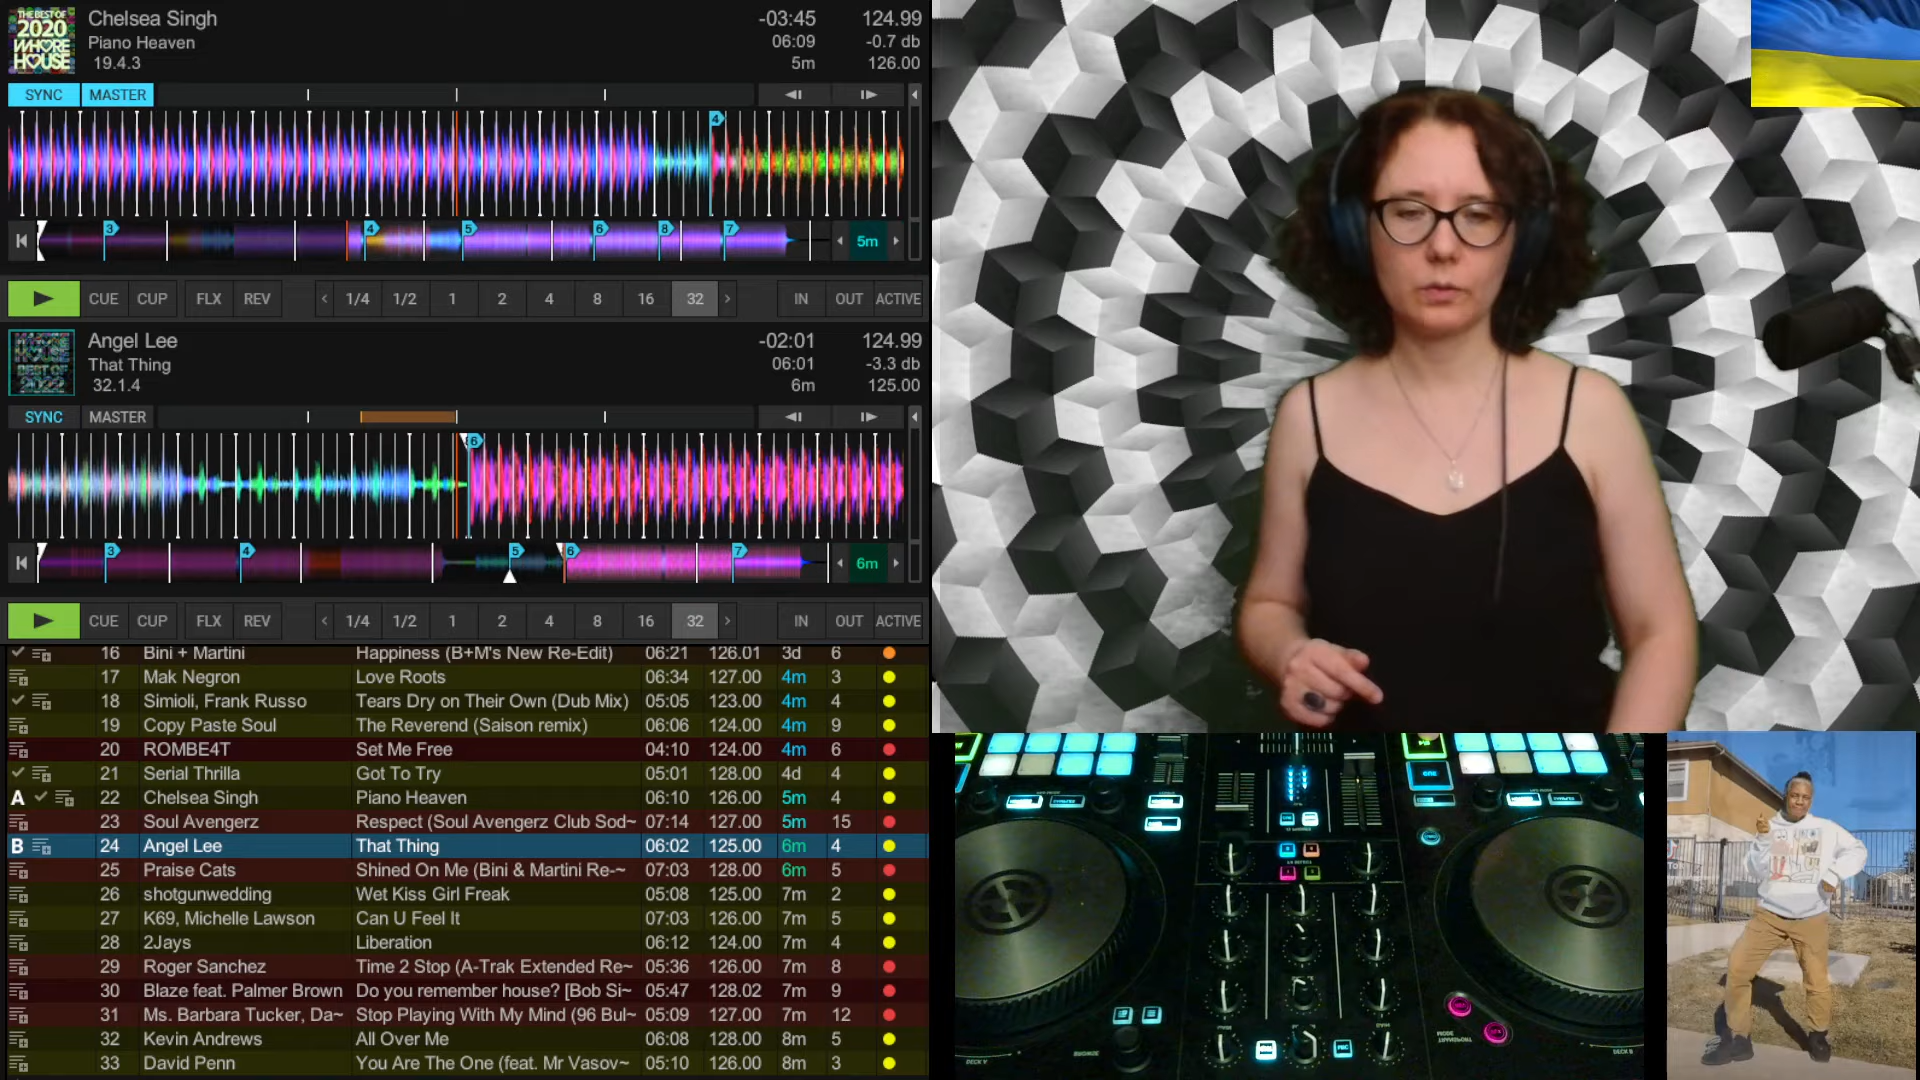 THE BEST OF
2020
WHORE
HOUSE
Chelsea Singh
Piano Heaven
19.4.3
-03:45 124.99
06:09 -0.7 db
5m 126.00
SYNC MASTER
4
3 4 5 6 8 7
5m
CUE CUP FLX REV 1/4 1/2 1 2 4 8 16 32 IN OUT ACTIVE
Angel Lee
That Thing
32.1.4
-02:01 124.99
06:01 -3.3 db
6m 125.00
SYNC MASTER
6
3 4 5 6 7
6m
CUE CUP FLX REV 1/4 1/2 1 2 4 8 16 32 IN OUT ACTIVE
16 Bini + Martini Happiness (B+M's New Re-Edit) 06:21 126.01 3d 6
17 Mak Negron Love Roots 06:34 127.00 4m 3
18 Simioli, Frank Russo Tears Dry on Their Own (Dub Mix) 05:05 123.00 4m 4
19 Copy Paste Soul The Reverend (Saison remix) 06:06 124.00 4m 9
20 ROMBE4T Set Me Free 04:10 124.00 4m 6
21 Serial Thrilla Got To Try 05:01 128.00 4d 4
A 22 Chelsea Singh Piano Heaven 06:10 126.00 5m 4
23 Soul Avengerz Respect (Soul Avengerz Club Sod~ 07:14 127.00 5m 15
B 24 Angel Lee That Thing 06:02 125.00 6m 4
25 Praise Cats Shined On Me (Bini & Martini Re-~ 07:03 128.00 6m 5
26 shotgunwedding Wet Kiss Girl Freak 05:08 125.00 7m 2
27 K69, Michelle Lawson Can U Feel It 07:03 126.00 7m 5
28 2Jays Liberation 06:12 124.00 7m 4
29 Roger Sanchez Time 2 Stop (A-Trak Extended Re~ 05:36 126.00 7m 8
30 Blaze feat. Palmer Brown Do you remember house? [Bob Si~ 05:47 128.02 7m 9
31 Ms. Barbara Tucker, Da~ Stop Playing With My Mind (96 Bul~ 05:09 127.00 7m 12
32 Kevin Andrews All Over Me 06:08 128.00 8m 5
33 David Penn You Are The One (feat. Mr Vasov~ 05:10 126.00 8m 3